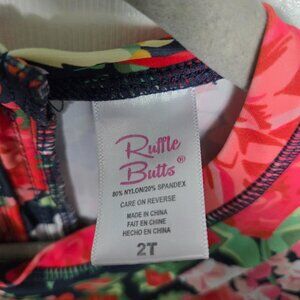 Ruffle
Butts®
80% NYLON/20% SPANDEX
CARE ON REVERSE
MADE IN CHINA
FAIT EN CHINE
HECHO EN CHINA
2T